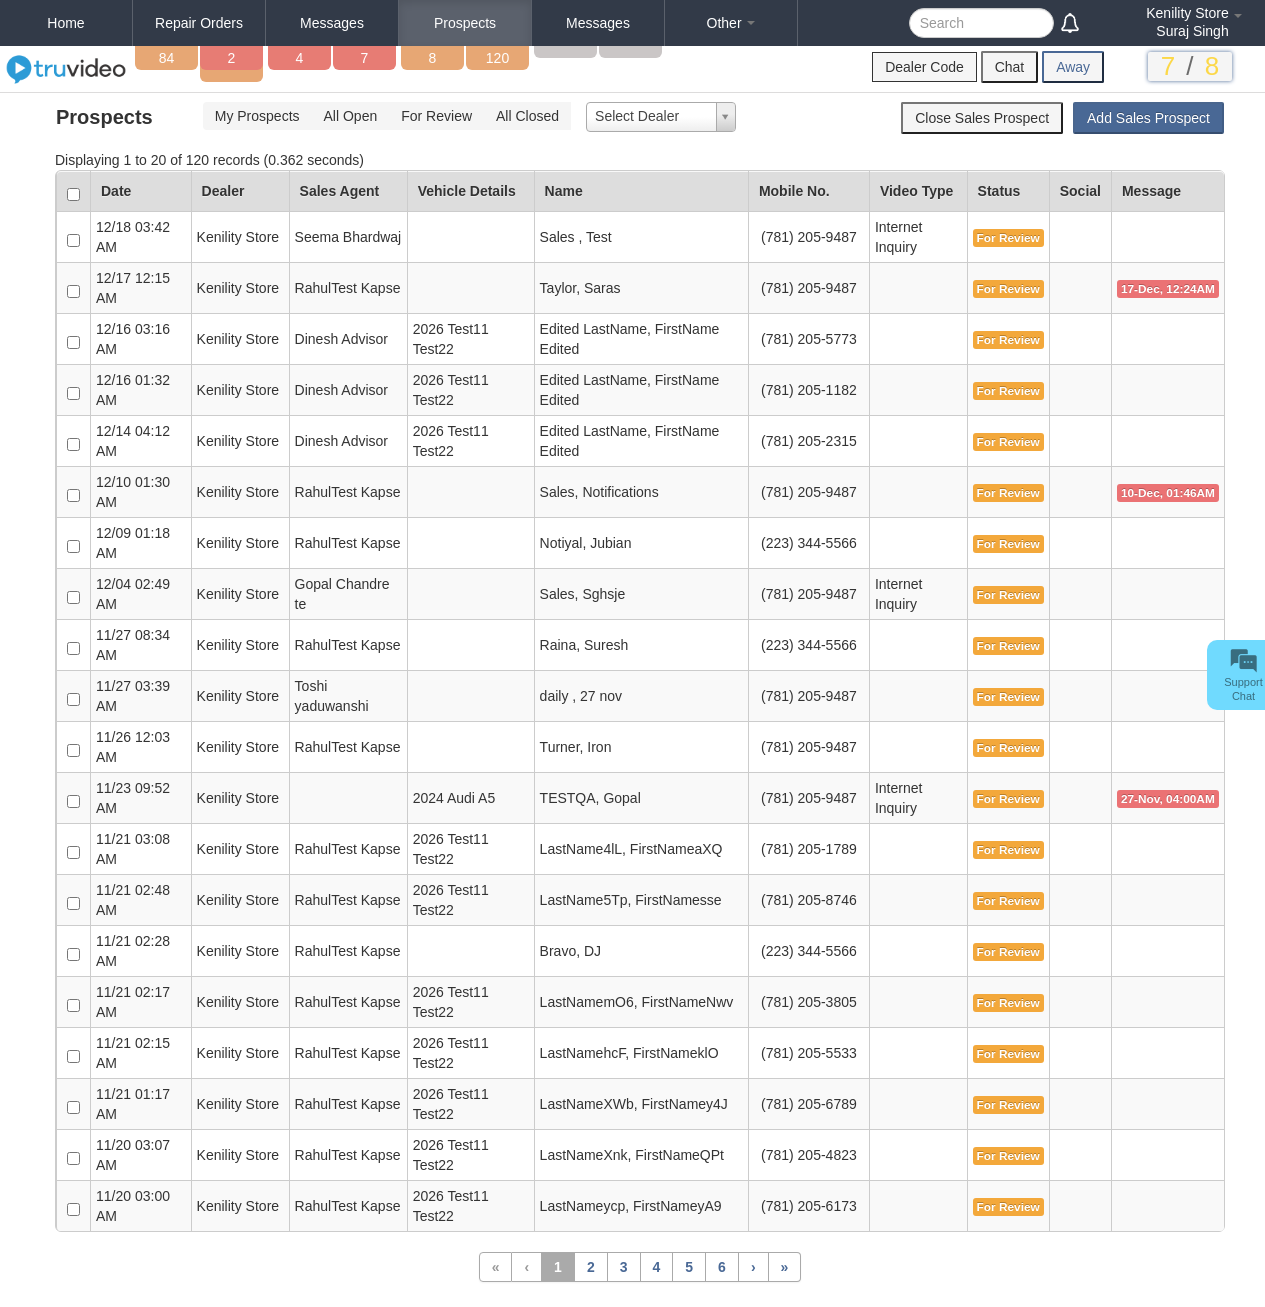 Home Repair Orders Messages Prospects Messages Other Search Kenility Store
Suraj Singh
84 2 4 7 8 120
truvideo Dealer Code Chat Away 7 / 8
Prospects My Prospects All Open For Review All Closed Select Dealer Close Sales Prospect Add Sales Prospect
Displaying 1 to 20 of 120 records (0.362 seconds)
Date Dealer Sales Agent Vehicle Details Name Mobile No. Video Type Status Social Message
12/18 03:42 AM Kenility Store Seema Bhardwaj Sales , Test (781) 205-9487 Internet Inquiry For Review
12/17 12:15 AM Kenility Store RahulTest Kapse Taylor, Saras (781) 205-9487 For Review 17-Dec, 12:24AM
12/16 03:16 AM Kenility Store Dinesh Advisor 2026 Test11 Test22 Edited LastName, FirstName Edited (781) 205-5773 For Review
12/16 01:32 AM Kenility Store Dinesh Advisor 2026 Test11 Test22 Edited LastName, FirstName Edited (781) 205-1182 For Review
12/14 04:12 AM Kenility Store Dinesh Advisor 2026 Test11 Test22 Edited LastName, FirstName Edited (781) 205-2315 For Review
12/10 01:30 AM Kenility Store RahulTest Kapse Sales, Notifications (781) 205-9487 For Review 10-Dec, 01:46AM
12/09 01:18 AM Kenility Store RahulTest Kapse Notiyal, Jubian (223) 344-5566 For Review
12/04 02:49 AM Kenility Store Gopal Chandre te Sales, Sghsje (781) 205-9487 Internet Inquiry For Review
11/27 08:34 AM Kenility Store RahulTest Kapse Raina, Suresh (223) 344-5566 For Review
11/27 03:39 AM Kenility Store Toshi yaduwanshi daily , 27 nov (781) 205-9487 For Review
Support
Chat
11/26 12:03 AM Kenility Store RahulTest Kapse Turner, Iron (781) 205-9487 For Review
11/23 09:52 AM Kenility Store 2024 Audi A5 TESTQA, Gopal (781) 205-9487 Internet Inquiry For Review 27-Nov, 04:00AM
11/21 03:08 AM Kenility Store RahulTest Kapse 2026 Test11 Test22 LastName4lL, FirstNameaXQ (781) 205-1789 For Review
11/21 02:48 AM Kenility Store RahulTest Kapse 2026 Test11 Test22 LastName5Tp, FirstNamesse (781) 205-8746 For Review
11/21 02:28 AM Kenility Store RahulTest Kapse Bravo, DJ (223) 344-5566 For Review
11/21 02:17 AM Kenility Store RahulTest Kapse 2026 Test11 Test22 LastNamemO6, FirstNameNwv (781) 205-3805 For Review
11/21 02:15 AM Kenility Store RahulTest Kapse 2026 Test11 Test22 LastNamehcF, FirstNameklO (781) 205-5533 For Review
11/21 01:17 AM Kenility Store RahulTest Kapse 2026 Test11 Test22 LastNameXWb, FirstNamey4J (781) 205-6789 For Review
11/20 03:07 AM Kenility Store RahulTest Kapse 2026 Test11 Test22 LastNameXnk, FirstNameQPt (781) 205-4823 For Review
11/20 03:00 AM Kenility Store RahulTest Kapse 2026 Test11 Test22 LastNameycp, FirstNameyA9 (781) 205-6173 For Review
« ‹ 1 2 3 4 5 6 › »